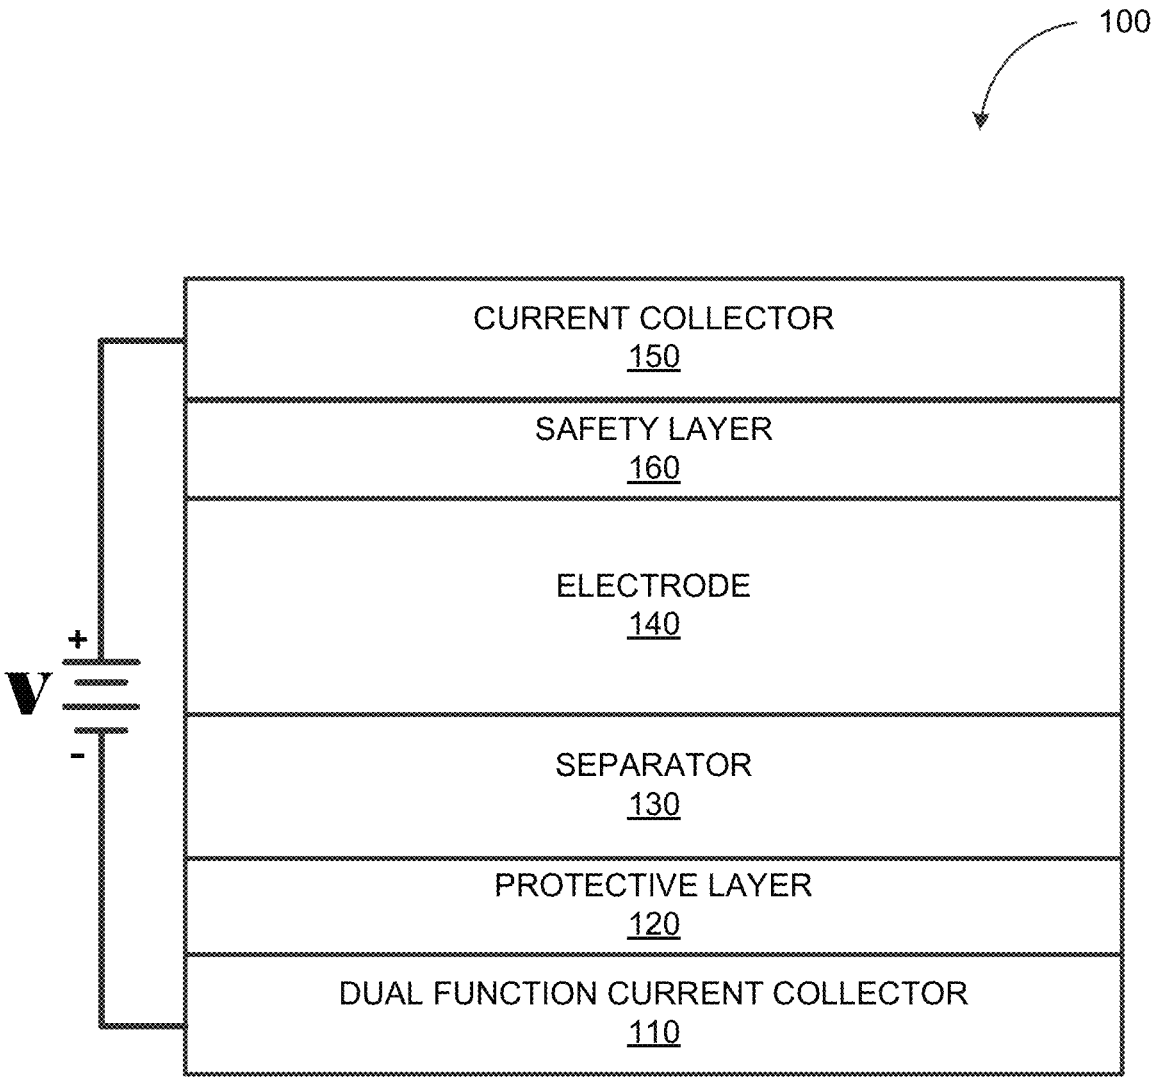 100
CURRENT COLLECTOR
150
SAFETY LAYER
160
ELECTRODE
140
+
V
-
SEPARATOR
130
PROTECTIVE LAYER
120
DUAL FUNCTION CURRENT COLLECTOR
110